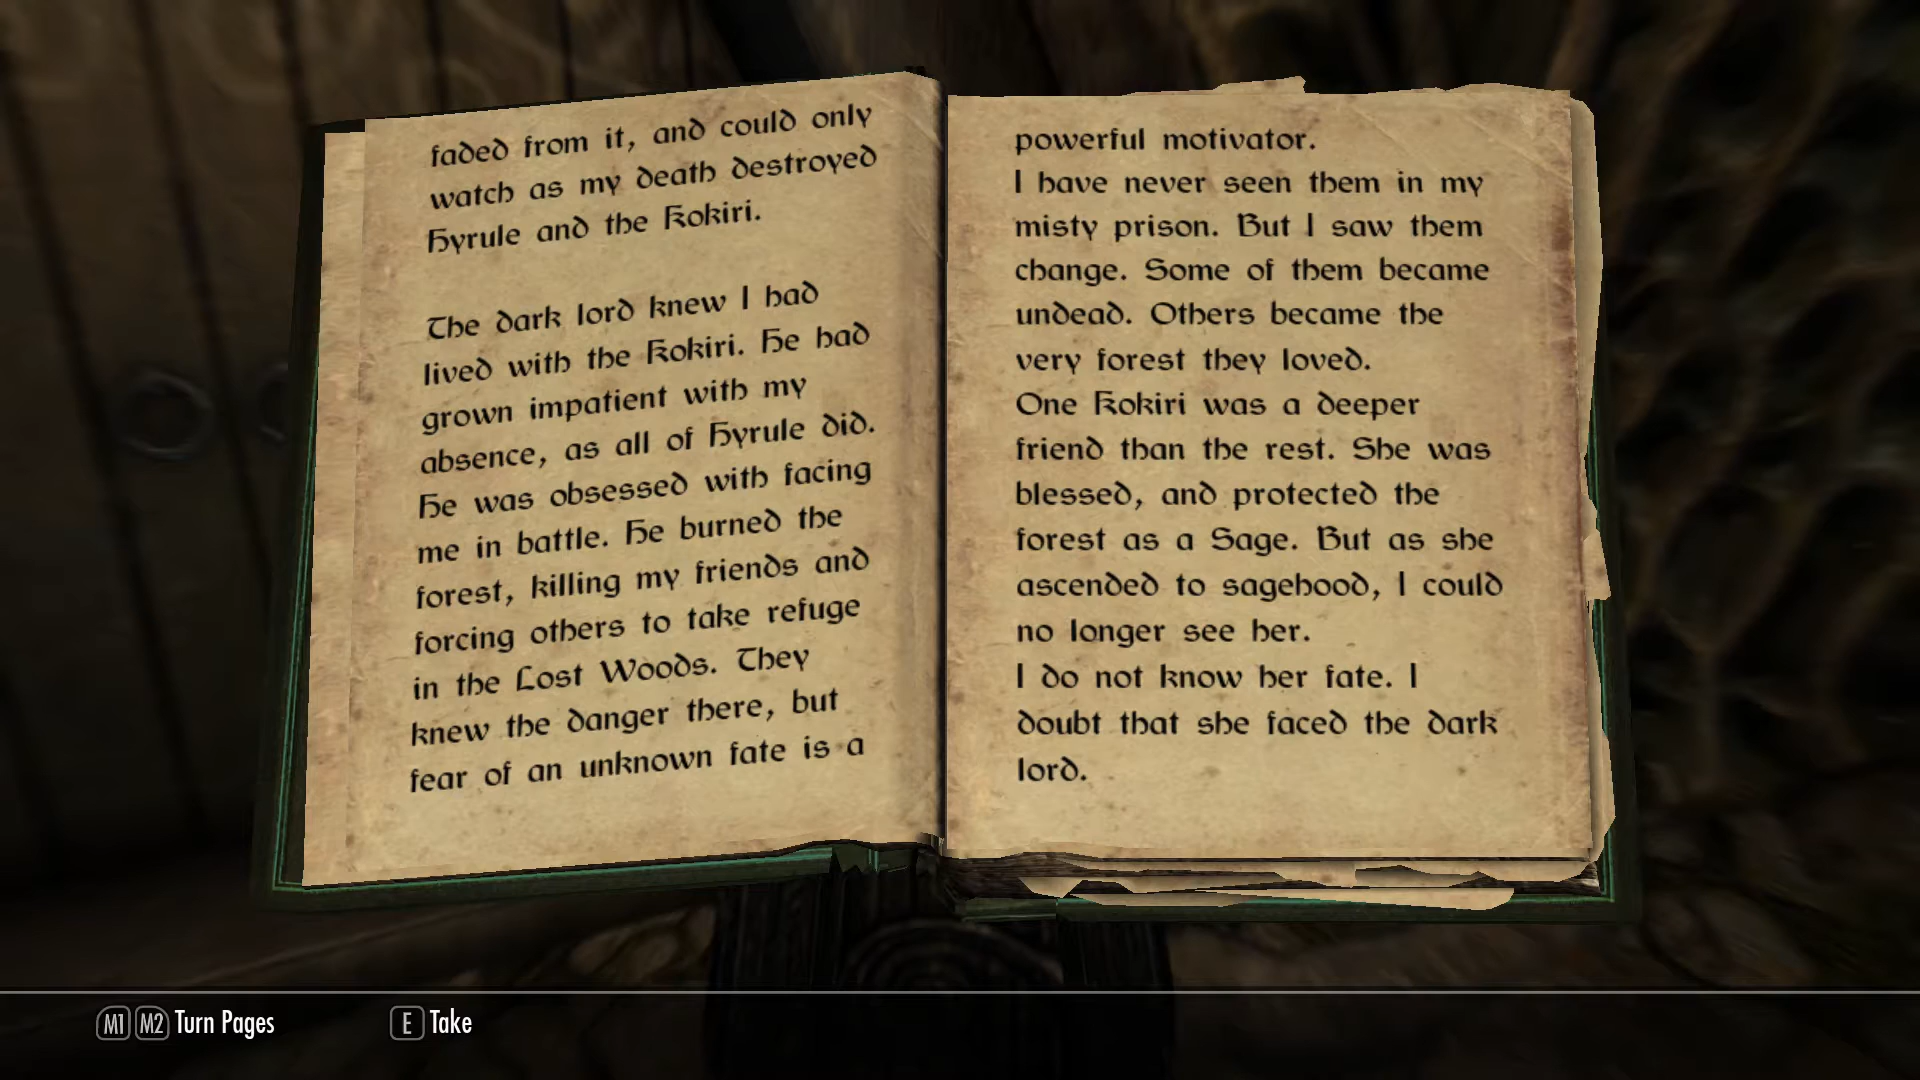 faded from it, and could only
watch as my death destroyed
Hyrule and the Kokiri.
The dark lord knew I had
lived with the Kokiri. He had
grown impatient with my
absence, as all of Hyrule did.
He was obsessed with facing
me in battle. He burned the
forest, killing my friends and
forcing others to take refuge
in the Lost Woods. They
knew the danger there, but
fear of an unknown fate is a
powerful motivator.
I have never seen them in my
misty prison. But I saw them
change. Some of them became
undead. Others became the
very forest they loved.
One Kokiri was a deeper
friend than the rest. She was
blessed, and protected the
forest as a Sage. But as she
ascended to sagehood, I could
no longer see her.
I do not know her fate. I
doubt that she faced the dark
lord.
M1 M2 Turn Pages E Take